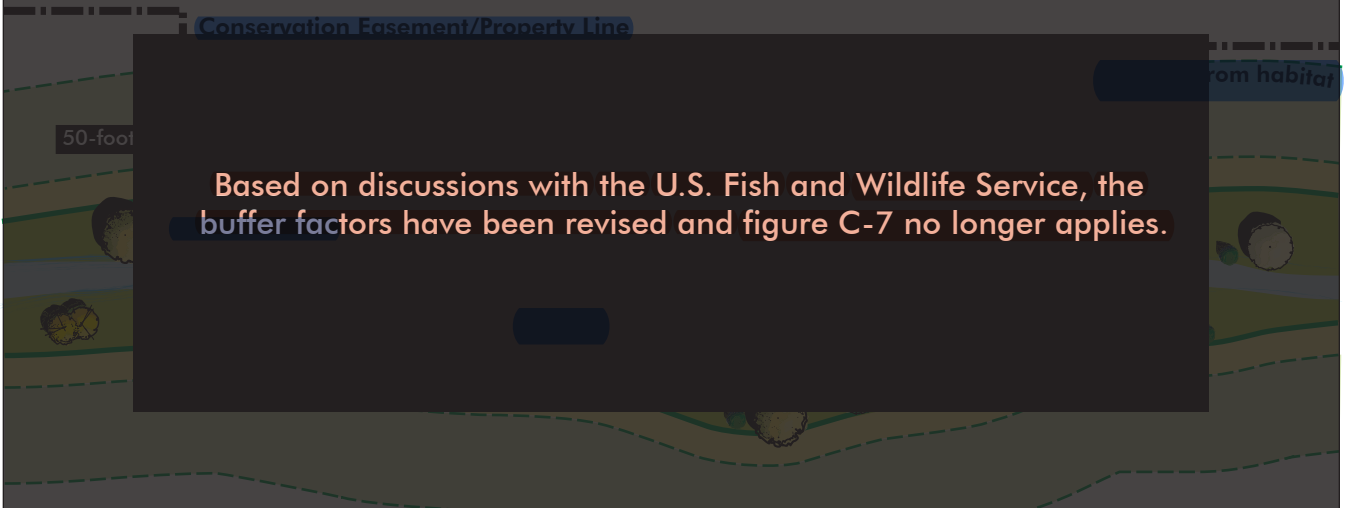 Conservation Easement/Property Line
from habitat
50-foot
Based on discussions with the U.S. Fish and Wildlife Service, the
buffer factors have been revised and figure C-7 no longer applies.